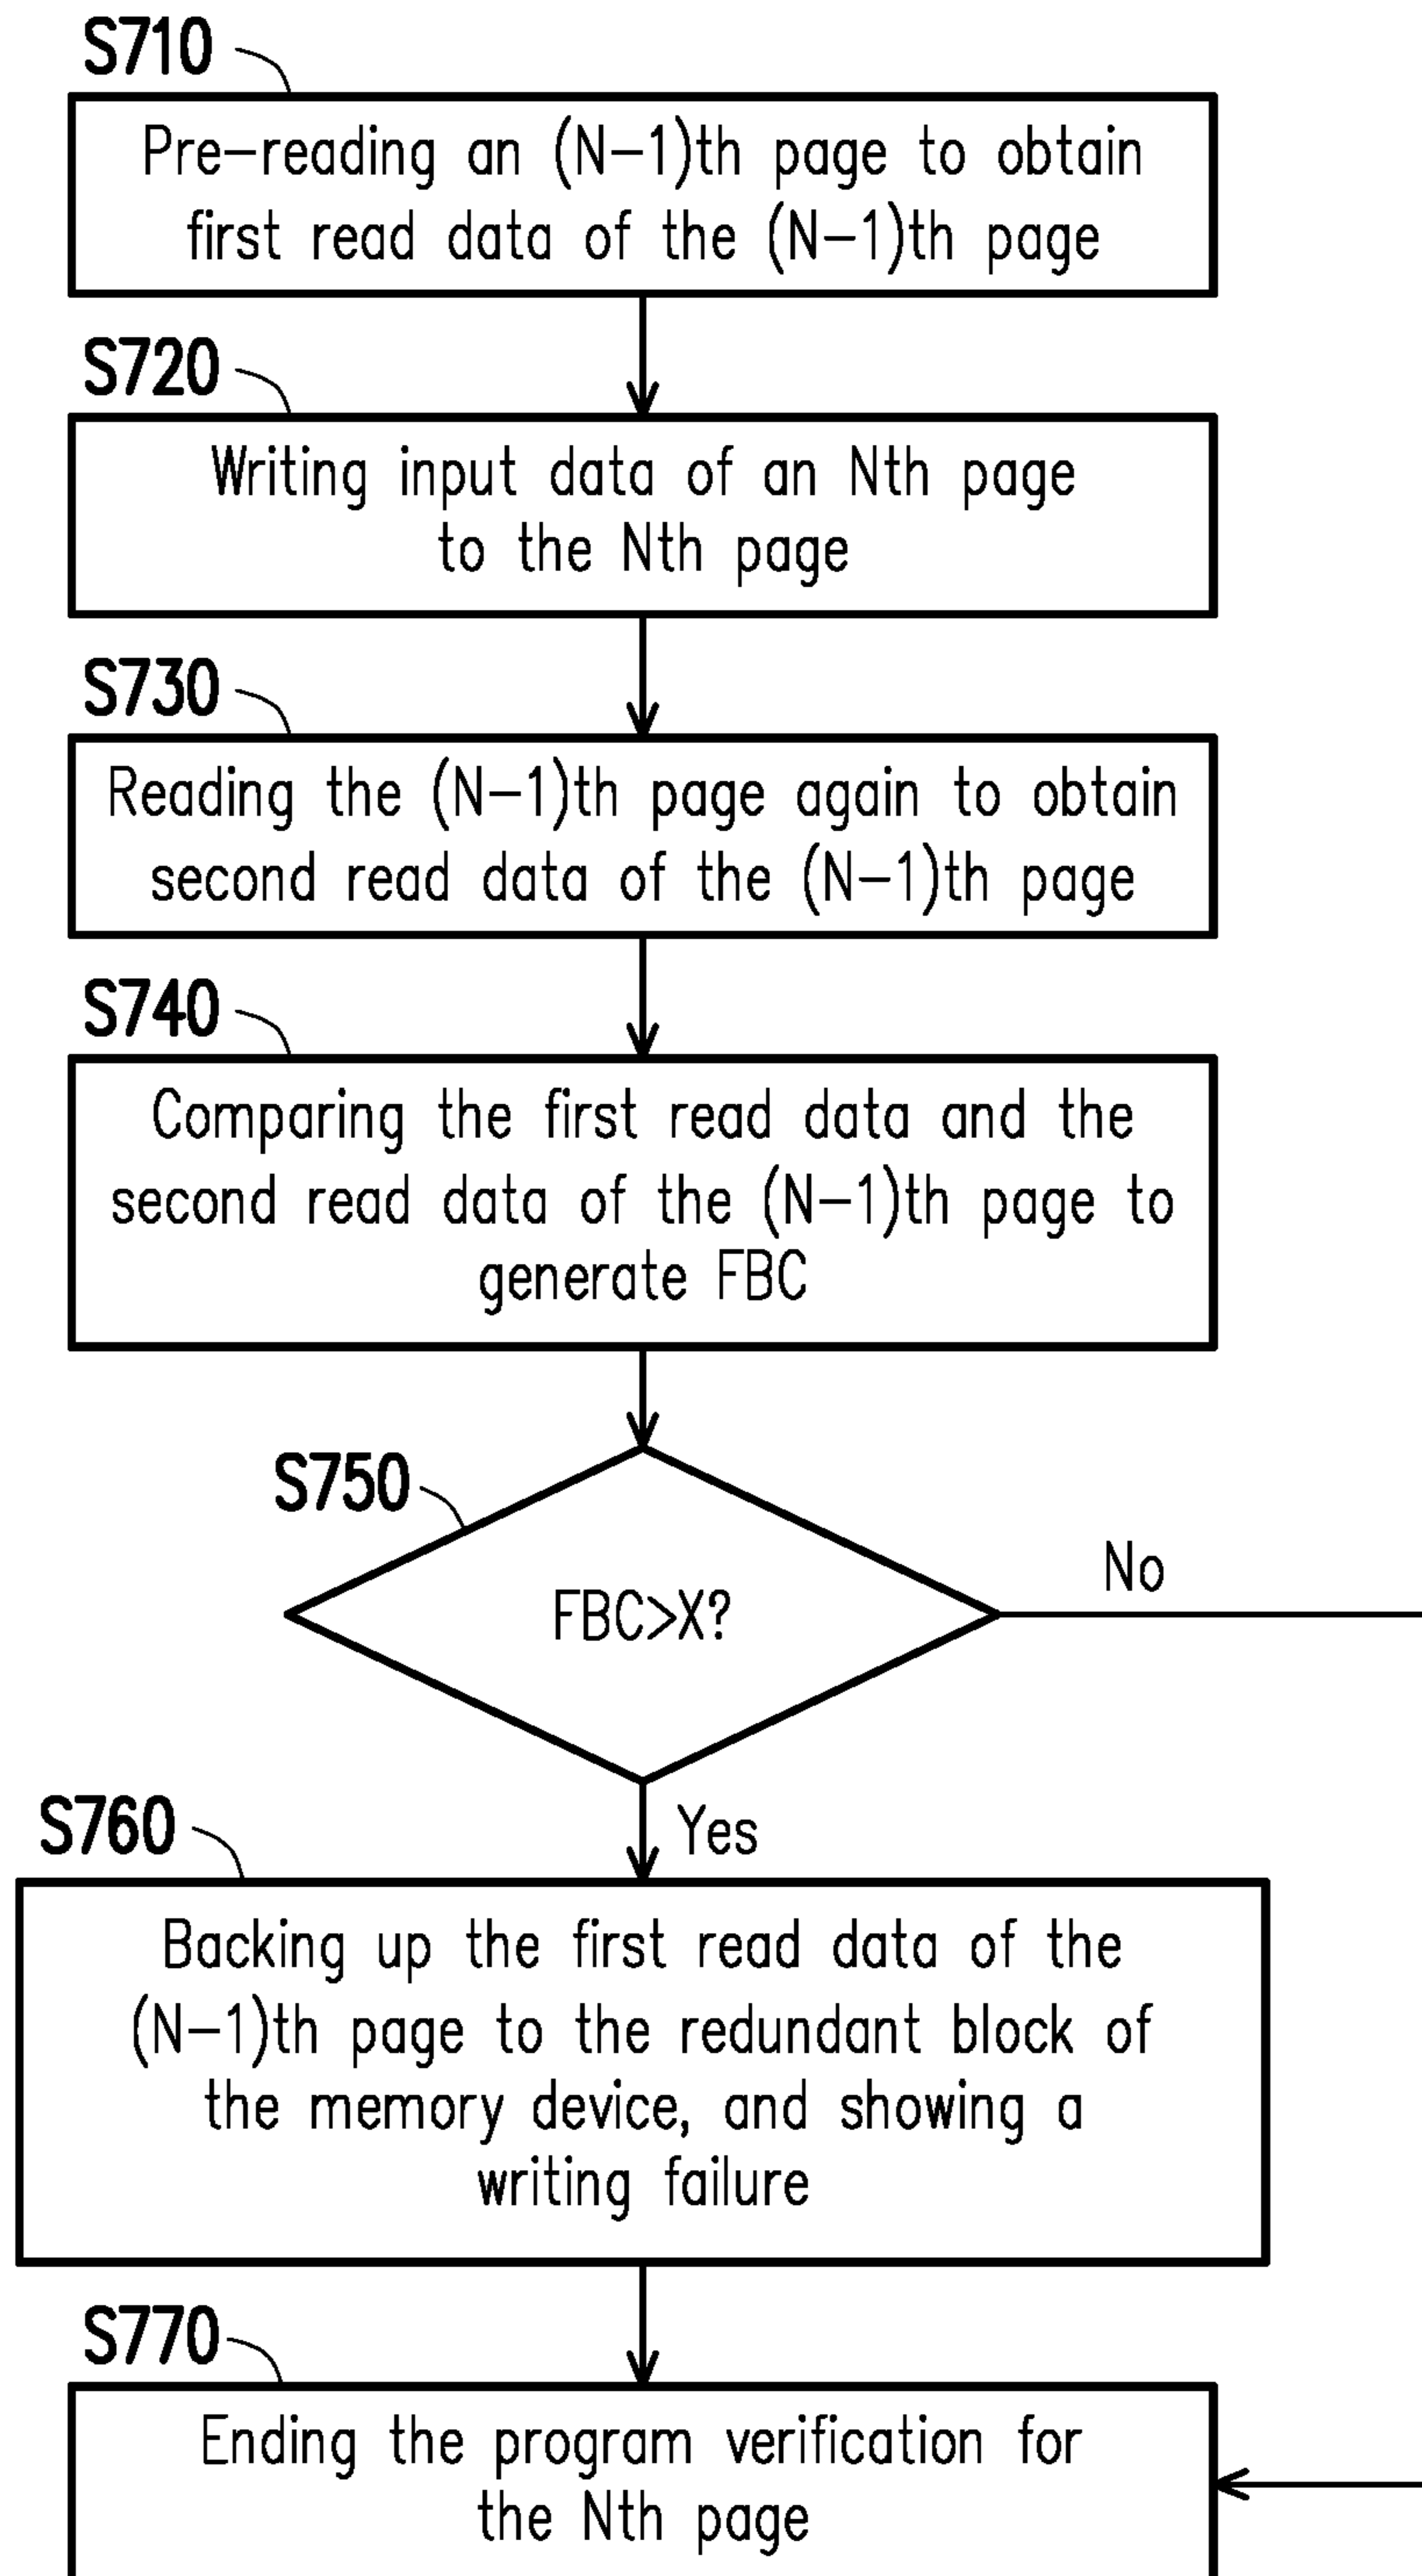 S710
Pre-reading an (N-1)th page to obtain
first read data of the (N-1)th page
S720
Writing input data of an Nth page
to the Nth page
S730
Reading the (N-1)th page again to obtain
second read data of the (N-1)th page
S740
Comparing the first read data and the
second read data of the (N-1)th page to
generate FBC
S750
FBC>X?
No
Yes
S760
Backing up the first read data of the
(N-1)th page to the redundant block of
the memory device, and showing a
writing failure
S770
Ending the program verification for
the Nth page